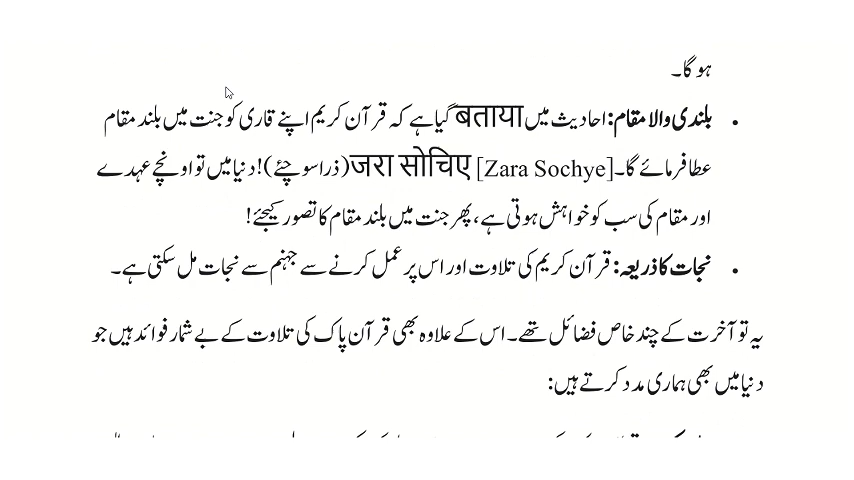 ہو گا۔
• بلندی والا مقام: احادیث میں बताया گیا ہے کہ قرآن کریم اپنے قاری کو جنت میں بلند مقام
عطا فرمائے گا۔ [Zara Sochye] जरा सोचिए (ذرا سوچئے)! دنیا میں تو اونچے عہدے
اور مقام کی سب کو خواہش ہوتی ہے، پھر جنت میں بلند مقام کا تصور کیجئے!
• نجات کا ذریعہ: قرآن کریم کی تلاوت اور اس پر عمل کرنے سے جہنم سے نجات مل سکتی ہے۔
یہ تو آخرت کے چند خاص فضائل تھے۔ اس کے علاوہ بھی قرآن پاک کی تلاوت کے بے شمار فوائد ہیں جو
دنیا میں بھی ہماری مدد کرتے ہیں: